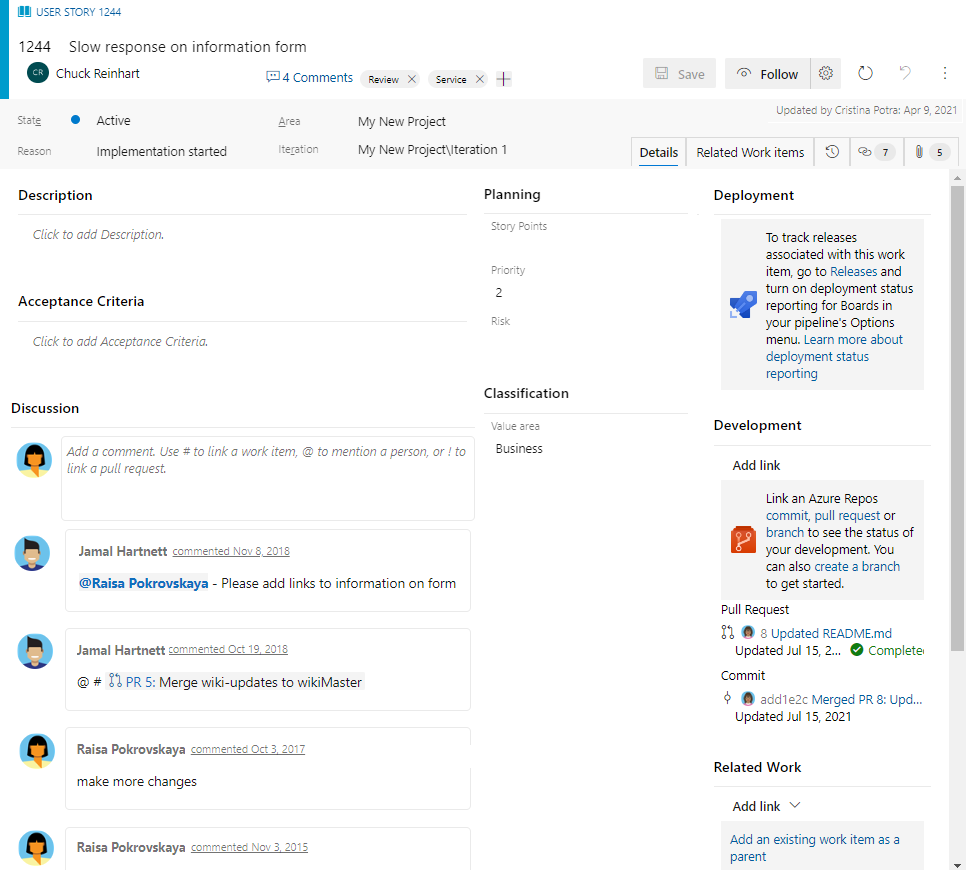 USER STORY 1244
1244 Slow response on information form
CR Chuck Reinhart
4 Comments
Review
Service
Save
Follow
Updated by Cristina Potra: Apr 9, 2021
State Active
Area My New Project
Reason Implementation started
Iteration My New Project\Iteration 1
Details
Related Work items
7
5
Description
Click to add Description.
Acceptance Criteria
Click to add Acceptance Criteria.
Discussion
Add a comment. Use # to link a work item, @ to mention a person, or ! to
link a pull request.
Jamal Hartnett commented Nov 8, 2018
@Raisa Pokrovskaya - Please add links to information on form
Jamal Hartnett commented Oct 19, 2018
@ # PR 5: Merge wiki-updates to wikiMaster
Raisa Pokrovskaya commented Oct 3, 2017
make more changes
Raisa Pokrovskaya commented Nov 3, 2015
Planning
Story Points
Priority
2
Risk
Classification
Value area
Business
Deployment
To track releases
associated with this work
item, go to Releases and
turn on deployment status
reporting for Boards in
your pipeline's Options
menu. Learn more about
deployment status
reporting
Development
Add link
Link an Azure Repos
commit, pull request or
branch to see the status of
your development. You
can also create a branch
to get started.
Pull Request
8 Updated README.md
Updated Jul 15, 2... Complete
Commit
add1e2c Merged PR 8: Upd...
Updated Jul 15, 2021
Related Work
Add link
Add an existing work item as a
parent